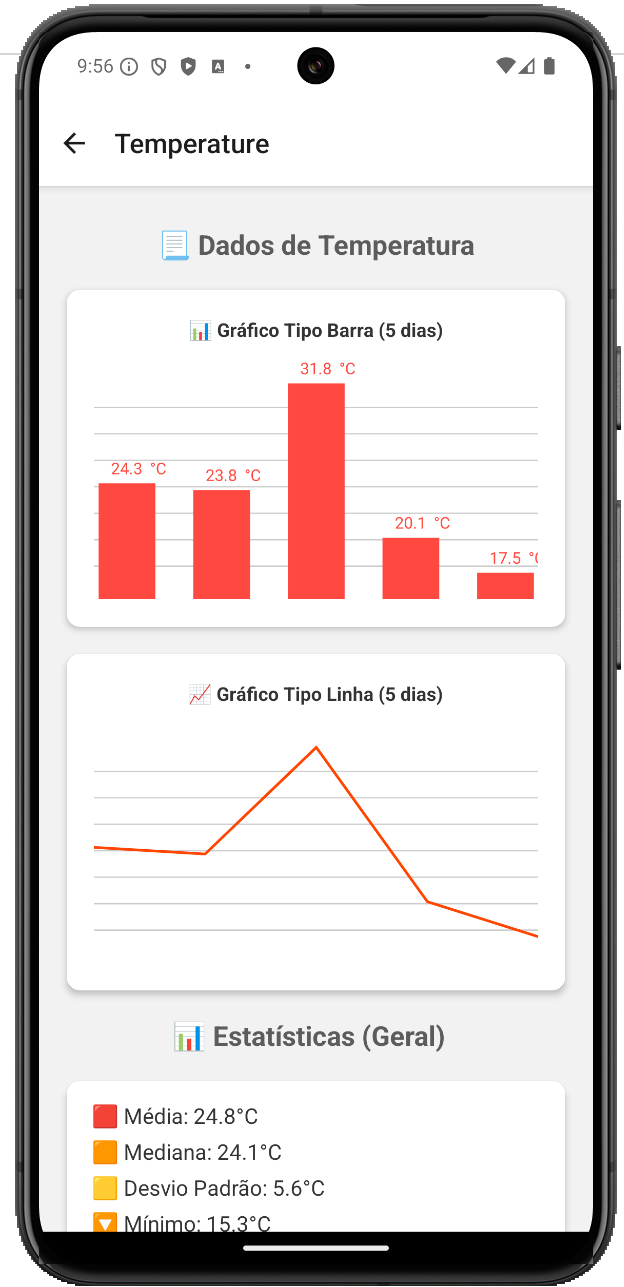 9:56
Temperature
Dados de Temperatura
Gráfico Tipo Barra (5 dias)
31.8 °C
24.3 °C
23.8 °C
20.1 °C
17.5 °
Gráfico Tipo Linha (5 dias)
Estatísticas (Geral)
Média: 24.8°C
Mediana: 24.1°C
Desvio Padrão: 5.6°C
Mínimo: 15.3°C